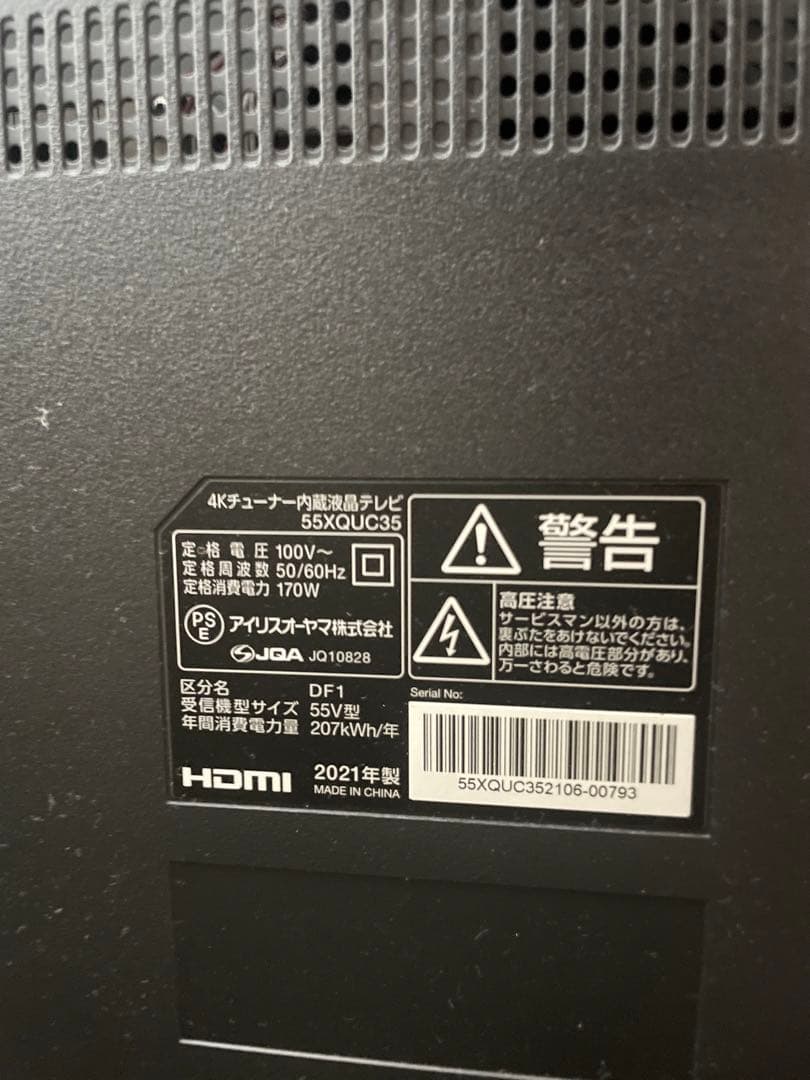 4Kチューナー内蔵液晶テレビ
55XQUC35
定格電圧 100V～
定格周波数 50/60Hz
定格消費電力 170W
PS
E
アイリスオーヤマ株式会社
JQA JQ10828
区分名 DF1
受信機型サイズ 55V型
年間消費電力量 207kWh/年
HDMI 2021年製
MADE IN CHINA
警告
高圧注意
サービスマン以外の方は、
裏ぶたをあけないでください。
内部には高電圧部分があり、
万一さわると危険です。
Serial No:
55XQUC352106-00793